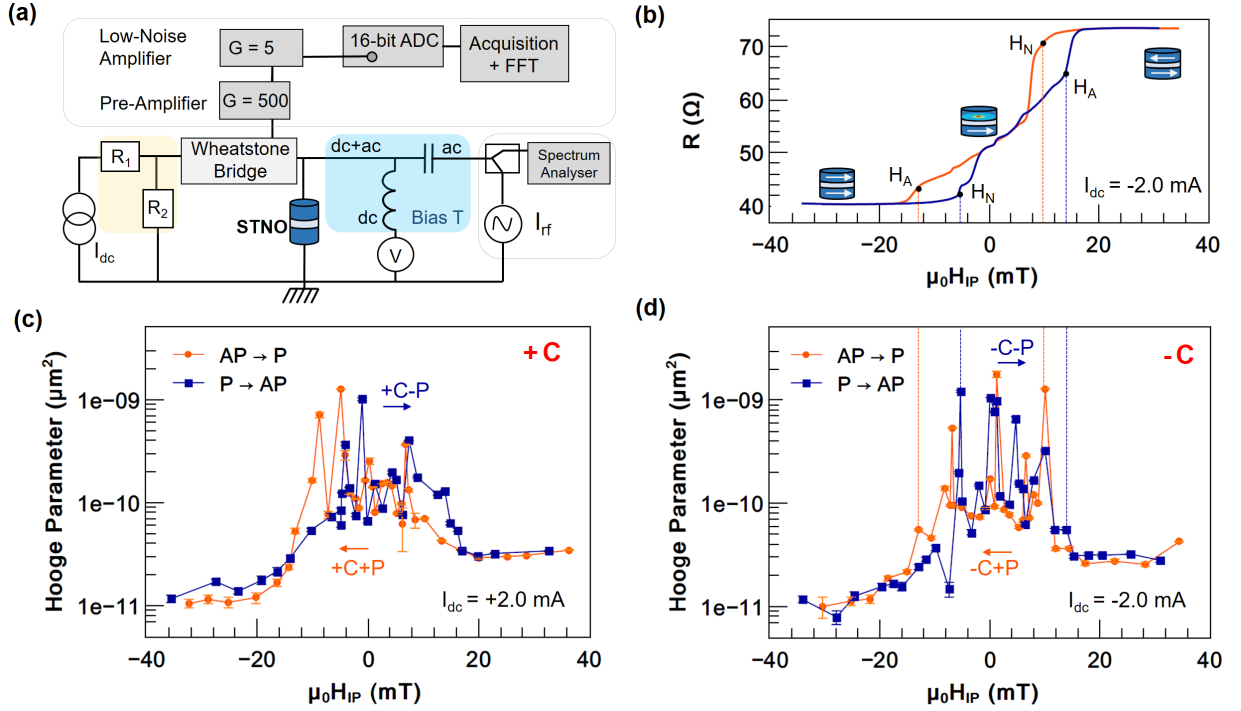 (a)
Low-Noise
Amplifier
G = 5
16-bit ADC
Acquisition
+ FFT
Pre-Amplifier
G = 500
R1
Wheatstone
Bridge
dc+ac
ac
Spectrum
Analyser
R2
STNO
dc
Bias T
Idc
V
Irf
(b)
R (Ω)
70
60
50
40
HN
HA
HA
HN
Idc = -2.0 mA
−40
−20
0
20
40
μ0HIP (mT)
(c)
Hooge Parameter (μm²)
1e−09
1e−10
1e−11
AP → P
P → AP
+ C
+C-P
+C+P
Idc = +2.0 mA
−40
−20
0
20
40
μ0HIP (mT)
(d)
Hooge Parameter (μm²)
1e−09
1e−10
1e−11
AP → P
P → AP
-C-P
- C
-C+P
Idc = -2.0 mA
−40
−20
0
20
40
μ0HIP (mT)